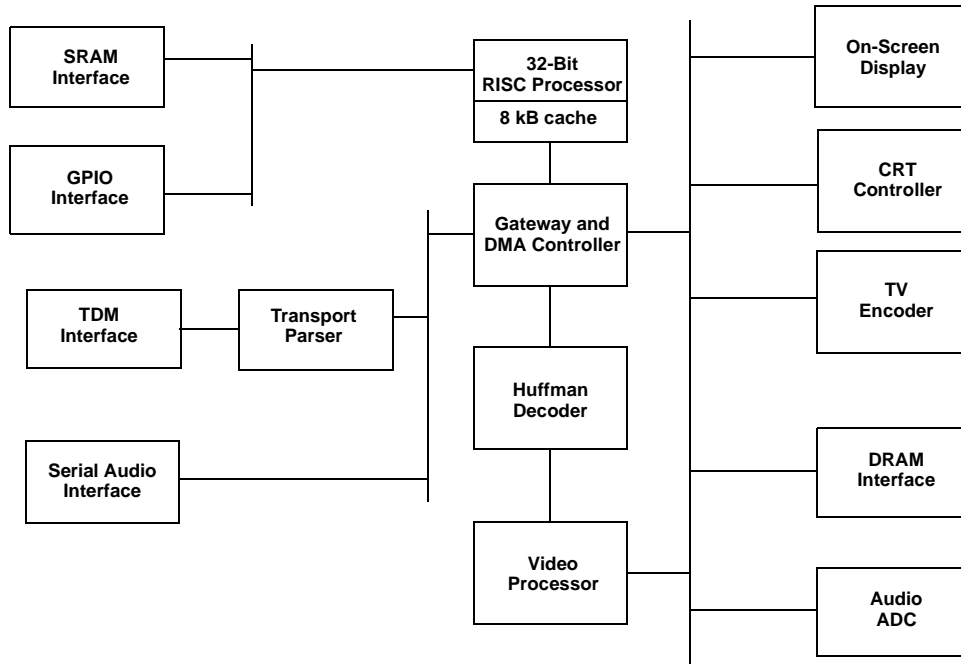 SRAM
Interface
GPIO
Interface
TDM
Interface
Transport
Parser
Serial Audio
Interface
32-Bit
RISC Processor
8 kB cache
Gateway and
DMA Controller
Huffman
Decoder
Video
Processor
On-Screen
Display
CRT
Controller
TV
Encoder
DRAM
Interface
Audio
ADC